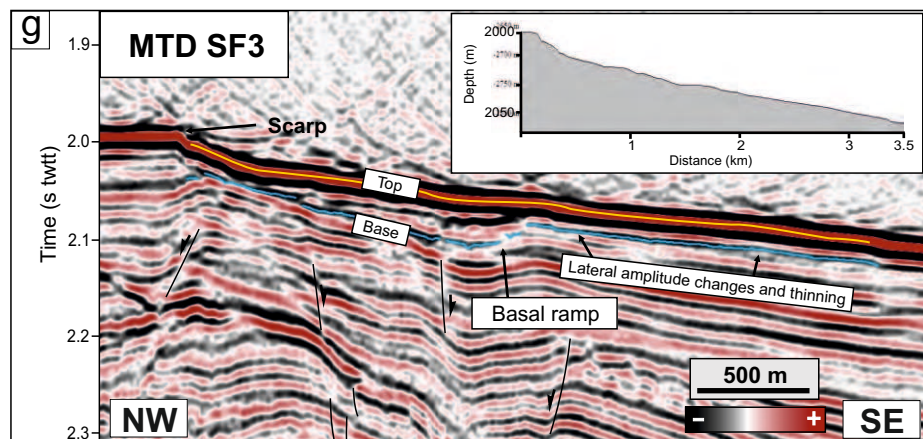 g
MTD SF3
1.9
2.0
2.1
2.2
2.3
Time (s twtt)
Scarp
Top
Base
Basal ramp
Lateral amplitude changes and thinning
500 m
-
+
NW
SE
2000
2050
Depth (m)
1
2
3
3.5
Distance (km)